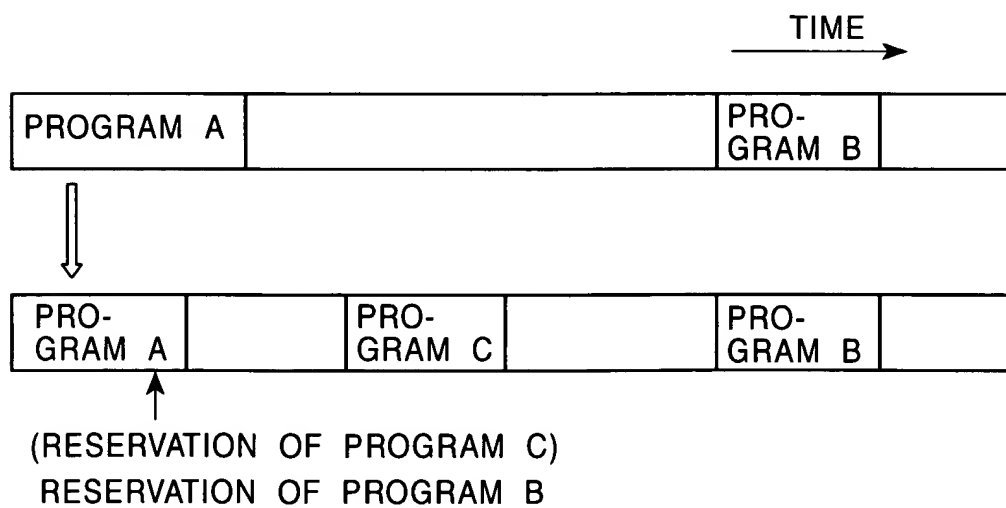 TIME
PROGRAM A
PRO-
GRAM B
PRO-
GRAM A
PRO-
GRAM C
PRO-
GRAM B
(RESERVATION OF PROGRAM C)
RESERVATION OF PROGRAM B